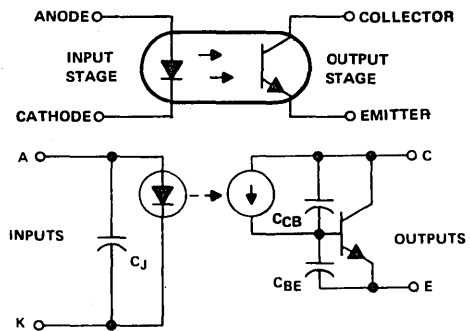 ANODE
COLLECTOR
INPUT
STAGE
OUTPUT
STAGE
CATHODE
EMITTER
A
C
INPUTS
CJ
CCB
OUTPUTS
CBE
K
E